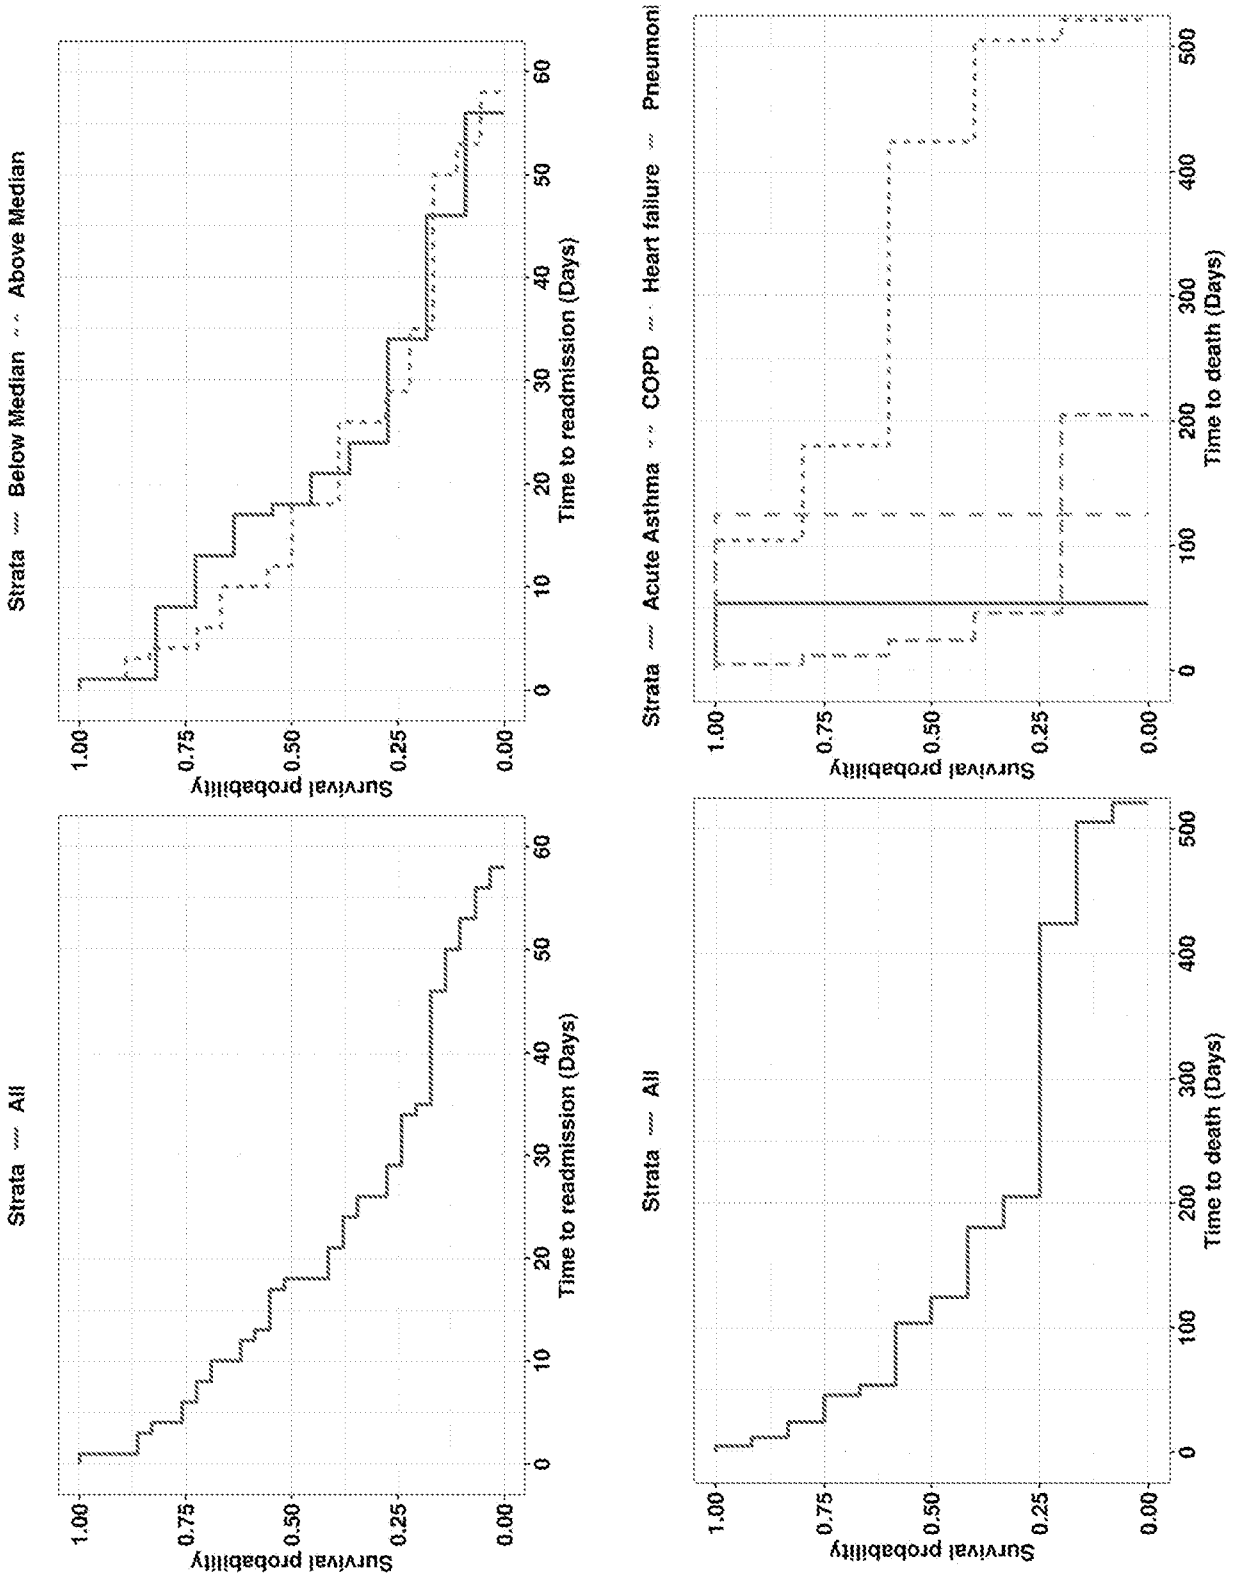 Strata All
Survival probability
1.00
0.75
0.50
0.25
0.00
0 10 20 30 40 50 60
Time to readmission (Days)
Strata Below Median Above Median
Survival probability
1.00
0.75
0.50
0.25
0.00
0 10 20 30 40 50 60
Time to readmission (Days)
Strata All
Survival probability
1.00
0.75
0.50
0.25
0.00
0 100 200 300 400 500
Time to death (Days)
Strata Acute Asthma COPD Heart failure Pneumoni
Survival probability
1.00
0.75
0.50
0.25
0.00
0 100 200 300 400 500
Time to death (Days)